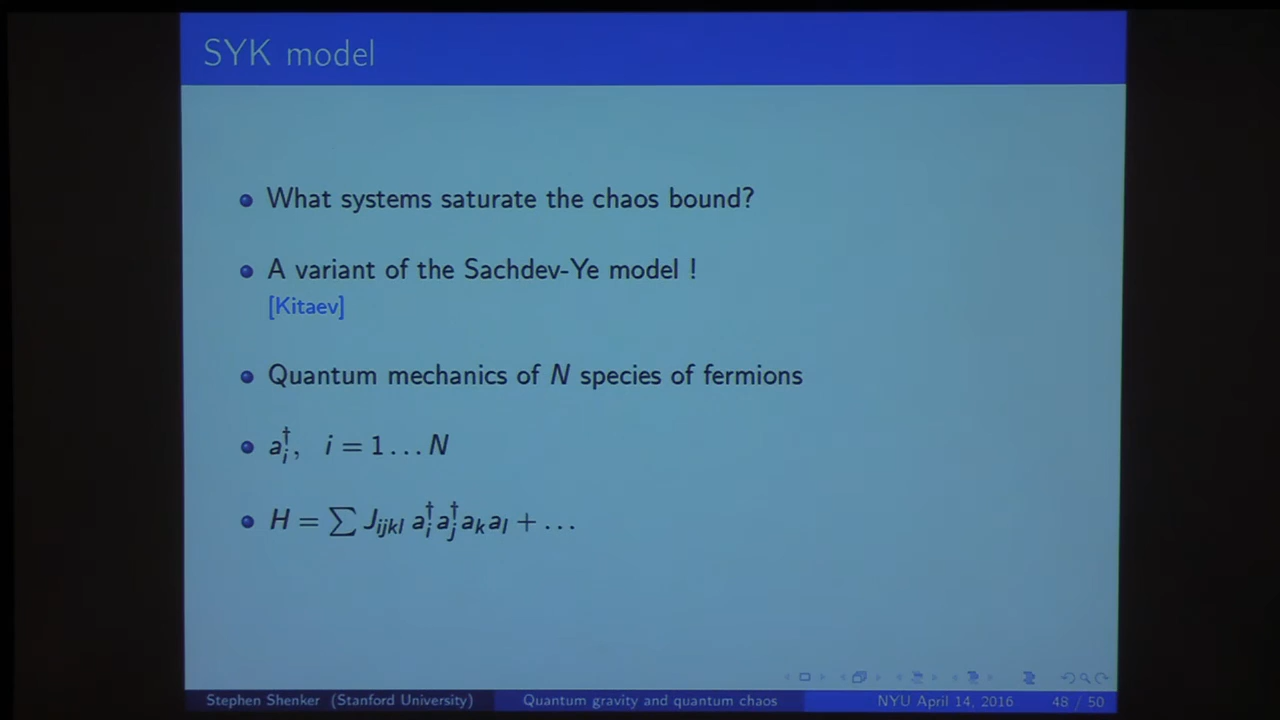 SYK model
What systems saturate the chaos bound?
A variant of the Sachdev-Ye model !
[Kitaev]
Quantum mechanics of N species of fermions
a†ᵢ, i = 1 . . . N
H = ∑ Jᵢⱼₖₗ a†ᵢa†ⱼaₖaₗ + . . .
Stephen Shenker (Stanford University) Quantum gravity and quantum chaos NYU April 14, 2016 48 / 50